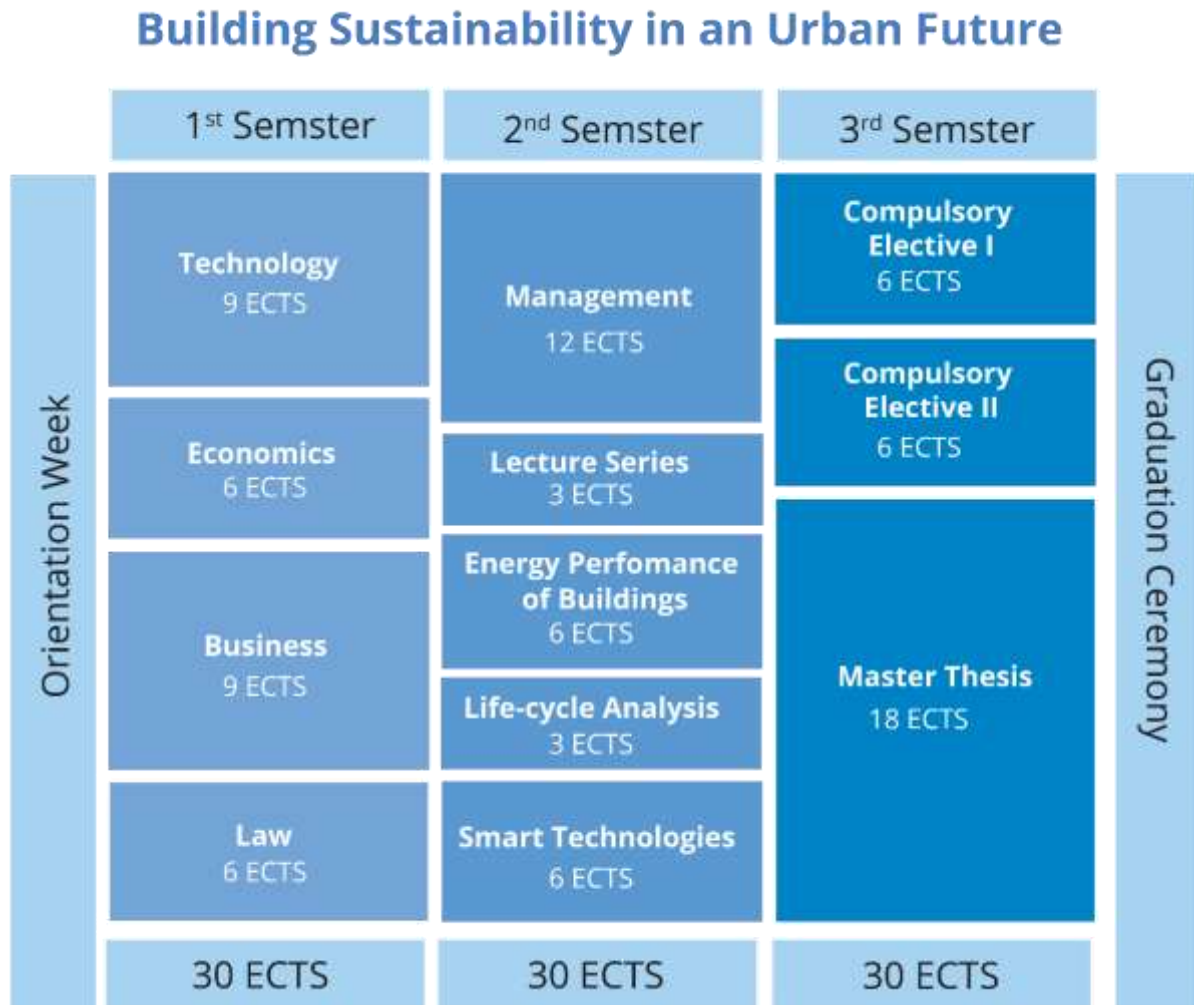 Building Sustainability in an Urban Future
1st Semster
2nd Semster
3rd Semster
Orientation Week
Technology
9 ECTS
Economics
6 ECTS
Business
9 ECTS
Law
6 ECTS
30 ECTS
Management
12 ECTS
Lecture Series
3 ECTS
Energy Perfomance
of Buildings
6 ECTS
Life-cycle Analysis
3 ECTS
Smart Technologies
6 ECTS
30 ECTS
Compulsory
Elective I
6 ECTS
Compulsory
Elective II
6 ECTS
Master Thesis
18 ECTS
30 ECTS
Graduation Ceremony